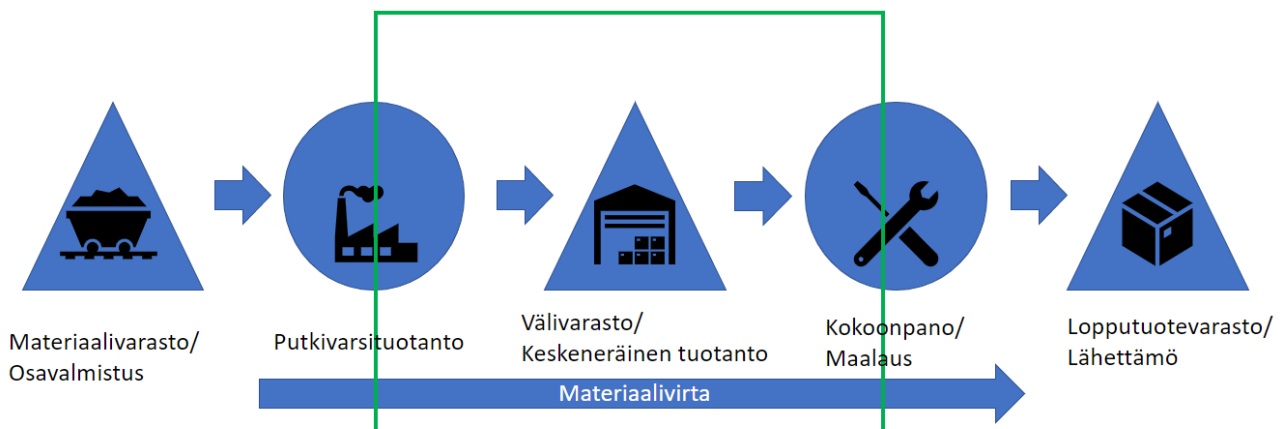 Materiaalivarasto/
Osavalmistus
Putkivarsituotanto
Välivarasto/
Keskeneräinen tuotanto
Kokoonpano/
Maalaus
Lopputuotevarasto/
Lähettämö
Materiaalivirta